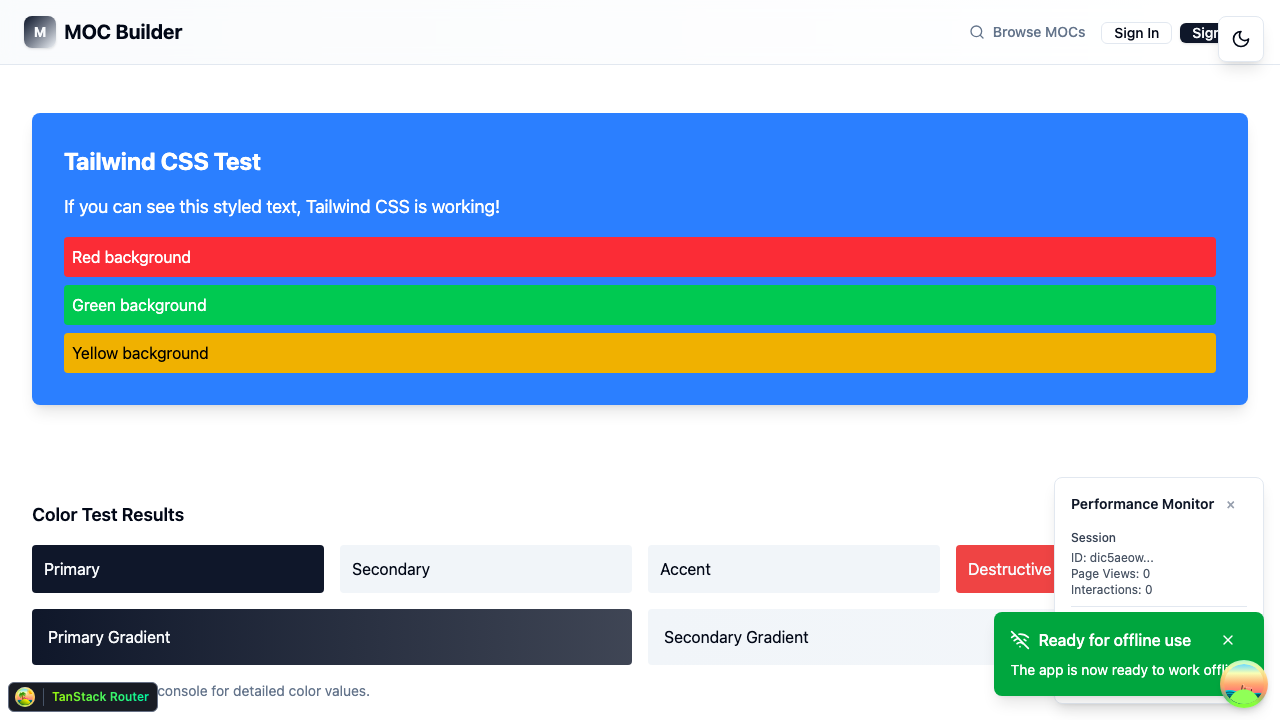 M MOC Builder
Browse MOCs
Sign In
Sign
Tailwind CSS Test
If you can see this styled text, Tailwind CSS is working!
Red background
Green background
Yellow background
Color Test Results
Primary
Secondary
Accent
Destructive
Primary Gradient
Secondary Gradient
console for detailed color values.
Performance Monitor ×
Session
ID: dic5aeow...
Page Views: 0
Interactions: 0
Ready for offline use
The app is now ready to work
TanStack Router